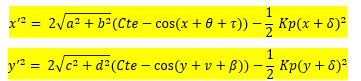 x′² = 2√(a² + b²)(Cte − cos(x + θ + τ)) − 1/2 Kp(x + δ)²
y′² = 2√(c² + d²)(Cte − cos(y + ν + β)) − 1/2 Kp(y + δ)²